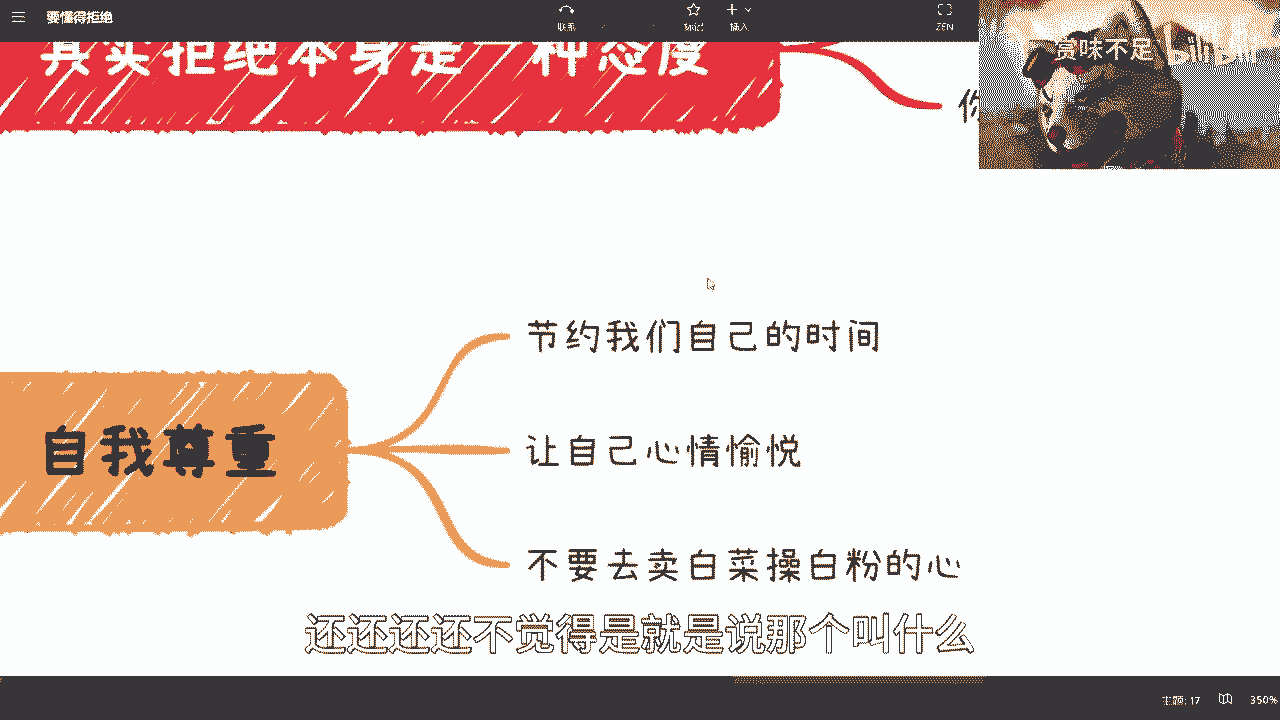 要懂得拒绝
联系
标记
插入
ZEN
其实拒绝本身是一种态度
你
赏味不足
节约我们自己的时间
自我尊重
让自己心情愉悦
不要去卖白菜操白粉的心
还还还还不觉得是就是说那个叫什么
主题: 17
350%